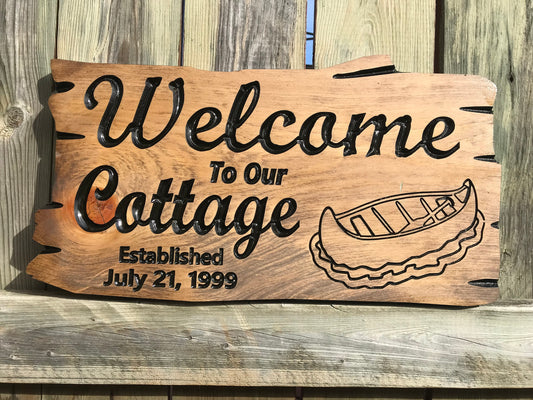 Welcome
To Our
Cottage
Established
July 21, 1999